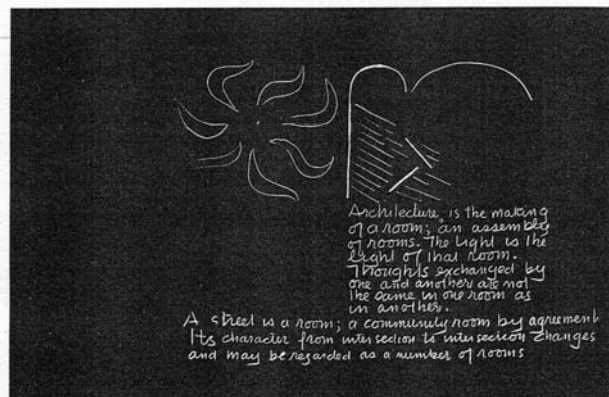 Architecture is the making
of a room; an assembly
of rooms. The light is the
light of that room.
Thoughts exchanged by
one and another are not
the same in one room as
in another.
A street is a room; a community room by agreement
Its character from intersection to intersection changes
and may be regarded as a number of rooms